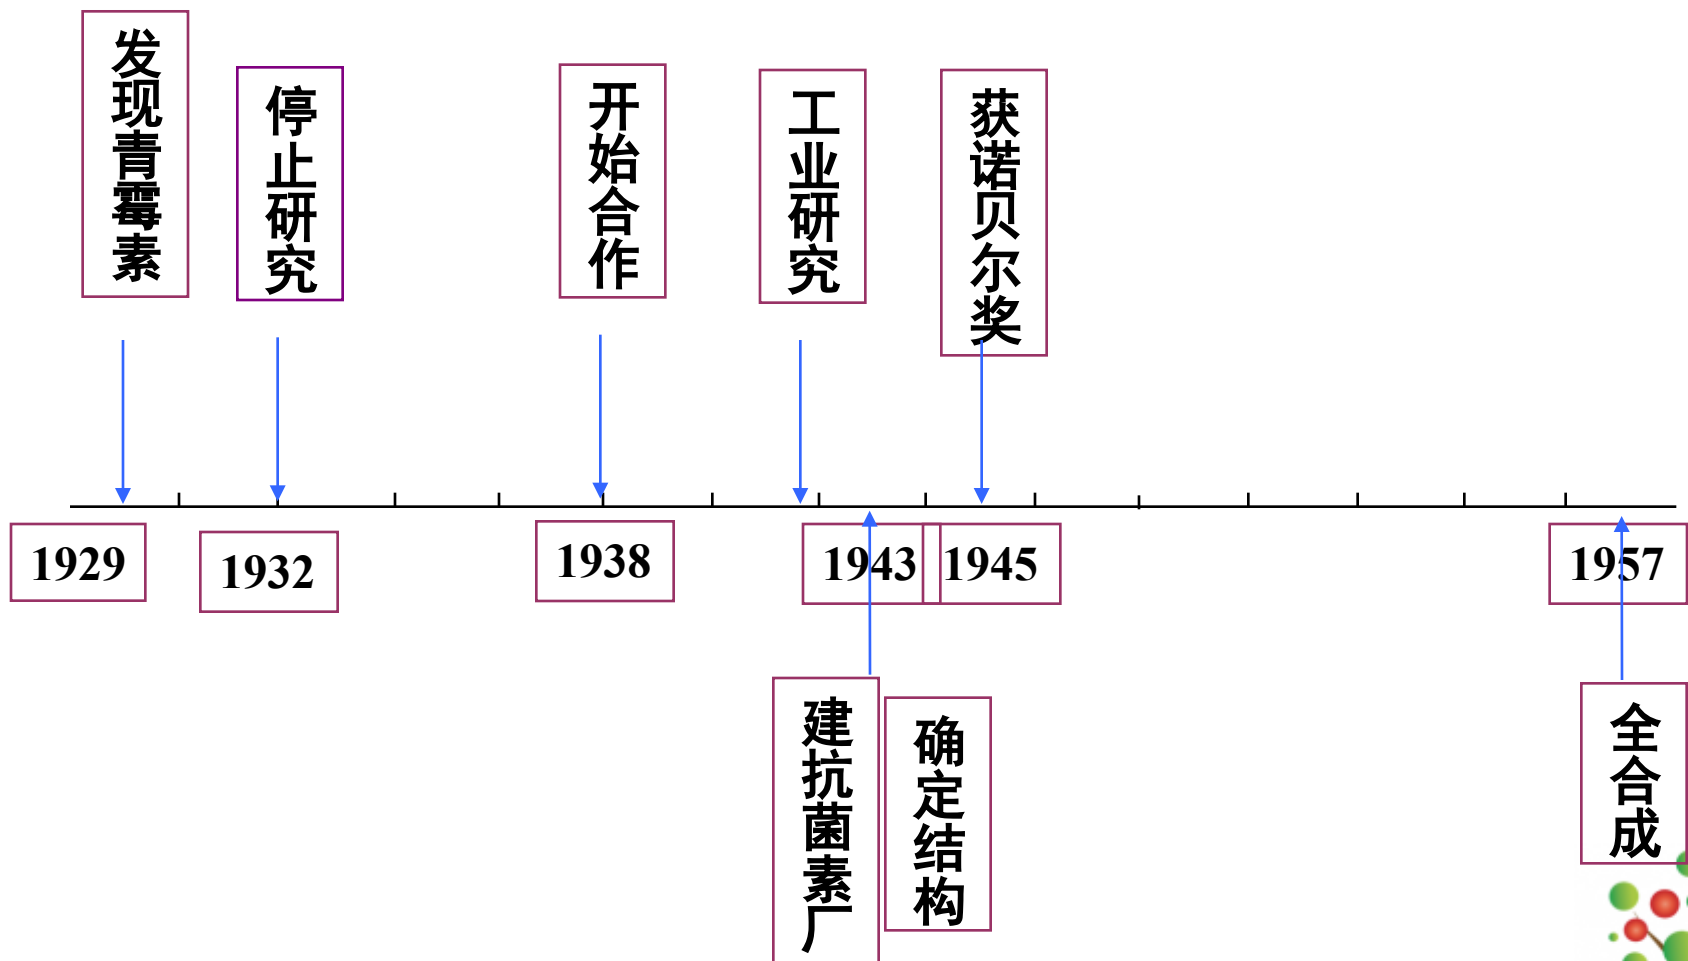 发现青霉素
停止研究
开始合作
工业研究
获诺贝尔奖
1929
1932
1938
1943
1945
1957
建抗菌素厂
确定结构
全合成